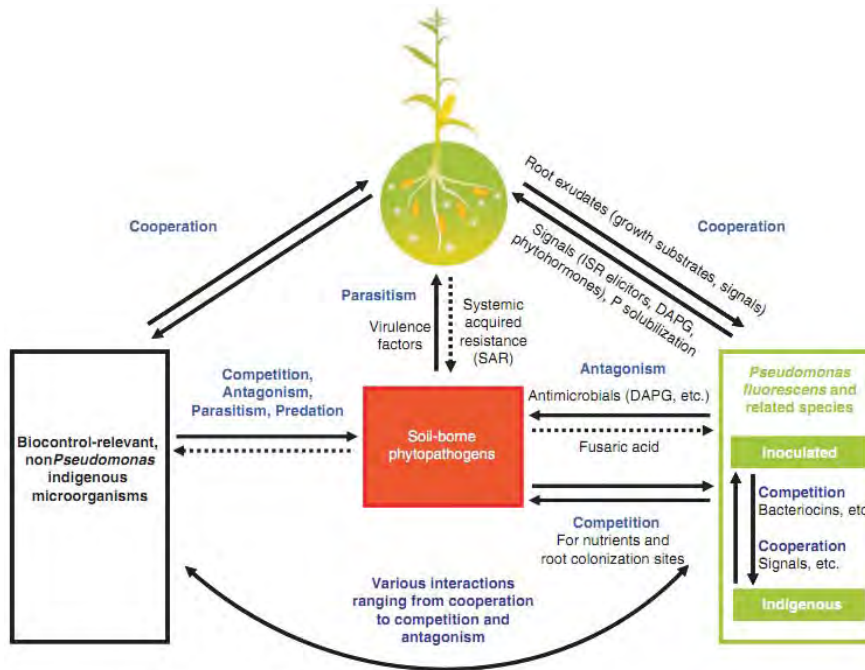 Cooperation
Root exudates (growth substrates, signals)
Signals (ISR elicitors, DAPG,
phytohormones), P solubilization
Cooperation
Parasitism
Virulence
factors
Systemic
acquired
resistance
(SAR)
Competition,
Antagonism,
Parasitism, Predation
Antagonism
Antimicrobials (DAPG, etc.)
Fusaric acid
Pseudomonas
fluorescens and
related species
Biocontrol-relevant,
nonPseudomonas
indigenous
microorganisms
Soil-borne
phytopathogens
Inoculated
Competition
Bacteriocins, etc
Cooperation
Signals, etc.
Indigenous
Competition
For nutrients and
root colonization sites
Various interactions
ranging from cooperation
to competition and
antagonism